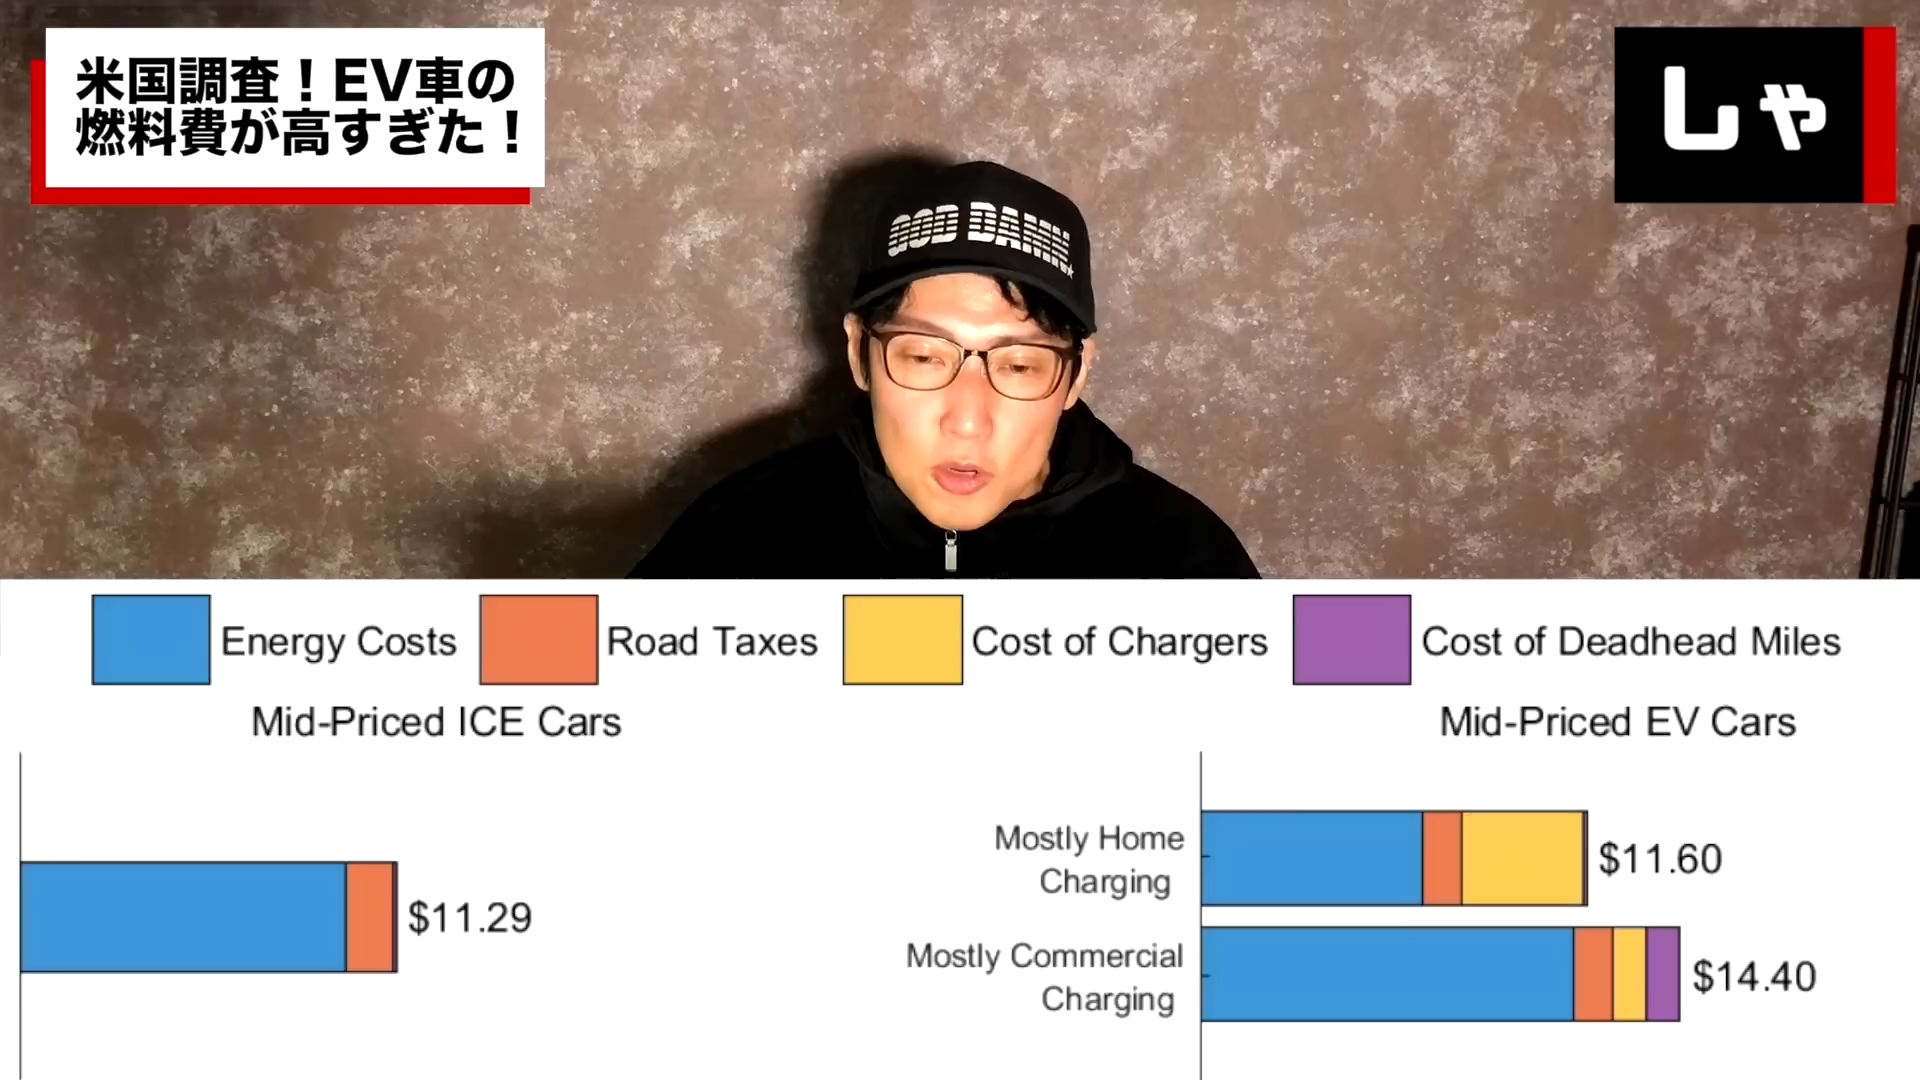 米国調査！EV車の
燃料費が高すぎた！
しゃ
GOD DAMN
Energy Costs
Road Taxes
Cost of Chargers
Cost of Deadhead Miles
Mid-Priced ICE Cars
$11.29
Mid-Priced EV Cars
Mostly Home
Charging
$11.60
Mostly Commercial
Charging
$14.40